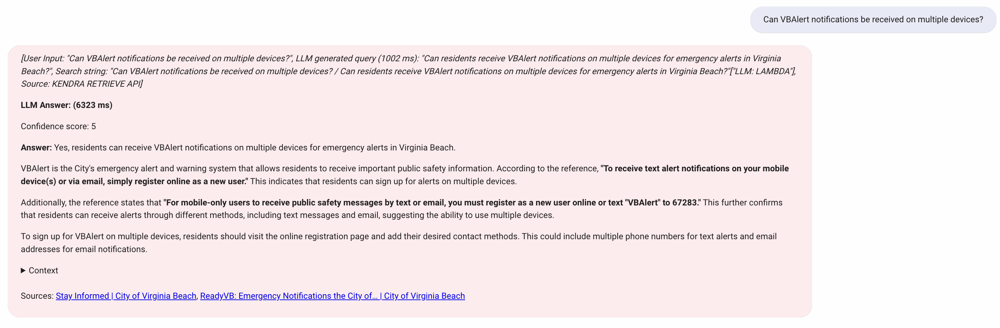 Can VBAlert notifications be received on multiple devices?
[User Input: "Can VBAlert notifications be received on multiple devices?", LLM generated query (1002 ms): "Can residents receive VBAlert notifications on multiple devices for emergency alerts in Virginia
Beach?", Search string: "Can VBAlert notifications be received on multiple devices? / Can residents receive VBAlert notifications on multiple devices for emergency alerts in Virginia Beach?"["LLM: LAMBDA"],
Source: KENDRA RETRIEVE API]
LLM Answer: (6323 ms)
Confidence score: 5
Answer: Yes, residents can receive VBAlert notifications on multiple devices for emergency alerts in Virginia Beach.
VBAlert is the City's emergency alert and warning system that allows residents to receive important public safety information. According to the reference, "To receive text alert notifications on your mobile
device(s) or via email, simply register online as a new user." This indicates that residents can sign up for alerts on multiple devices.
Additionally, the reference states that "For mobile-only users to receive public safety messages by text or email, you must register as a new user online or text "VBAlert" to 67283." This further confirms
that residents can receive alerts through different methods, including text messages and email, suggesting the ability to use multiple devices.
To sign up for VBAlert on multiple devices, residents should visit the online registration page and add their desired contact methods. This could include multiple phone numbers for text alerts and email
addresses for email notifications.
▶ Context
Sources: Stay Informed | City of Virginia Beach, ReadyVB: Emergency Notifications the City of… | City of Virginia Beach